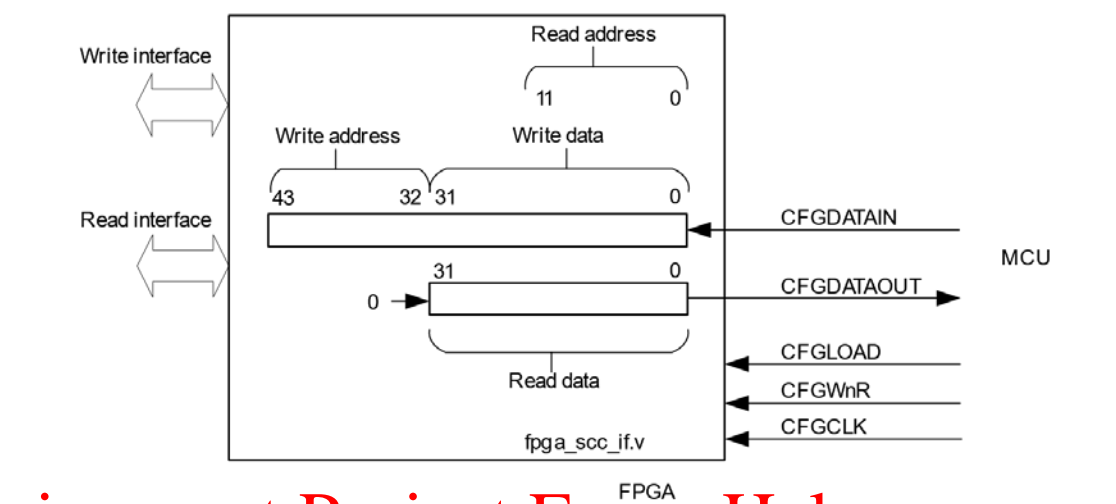 Read address
Write interface
11 0
Write address Write data
43 32 31 0
Read interface
CFGDATAIN
MCU
31 0
CFGDATAOUT
0
CFGLOAD
Read data
CFGWnR
CFGCLK
fpga_scc_if.v
FPGA